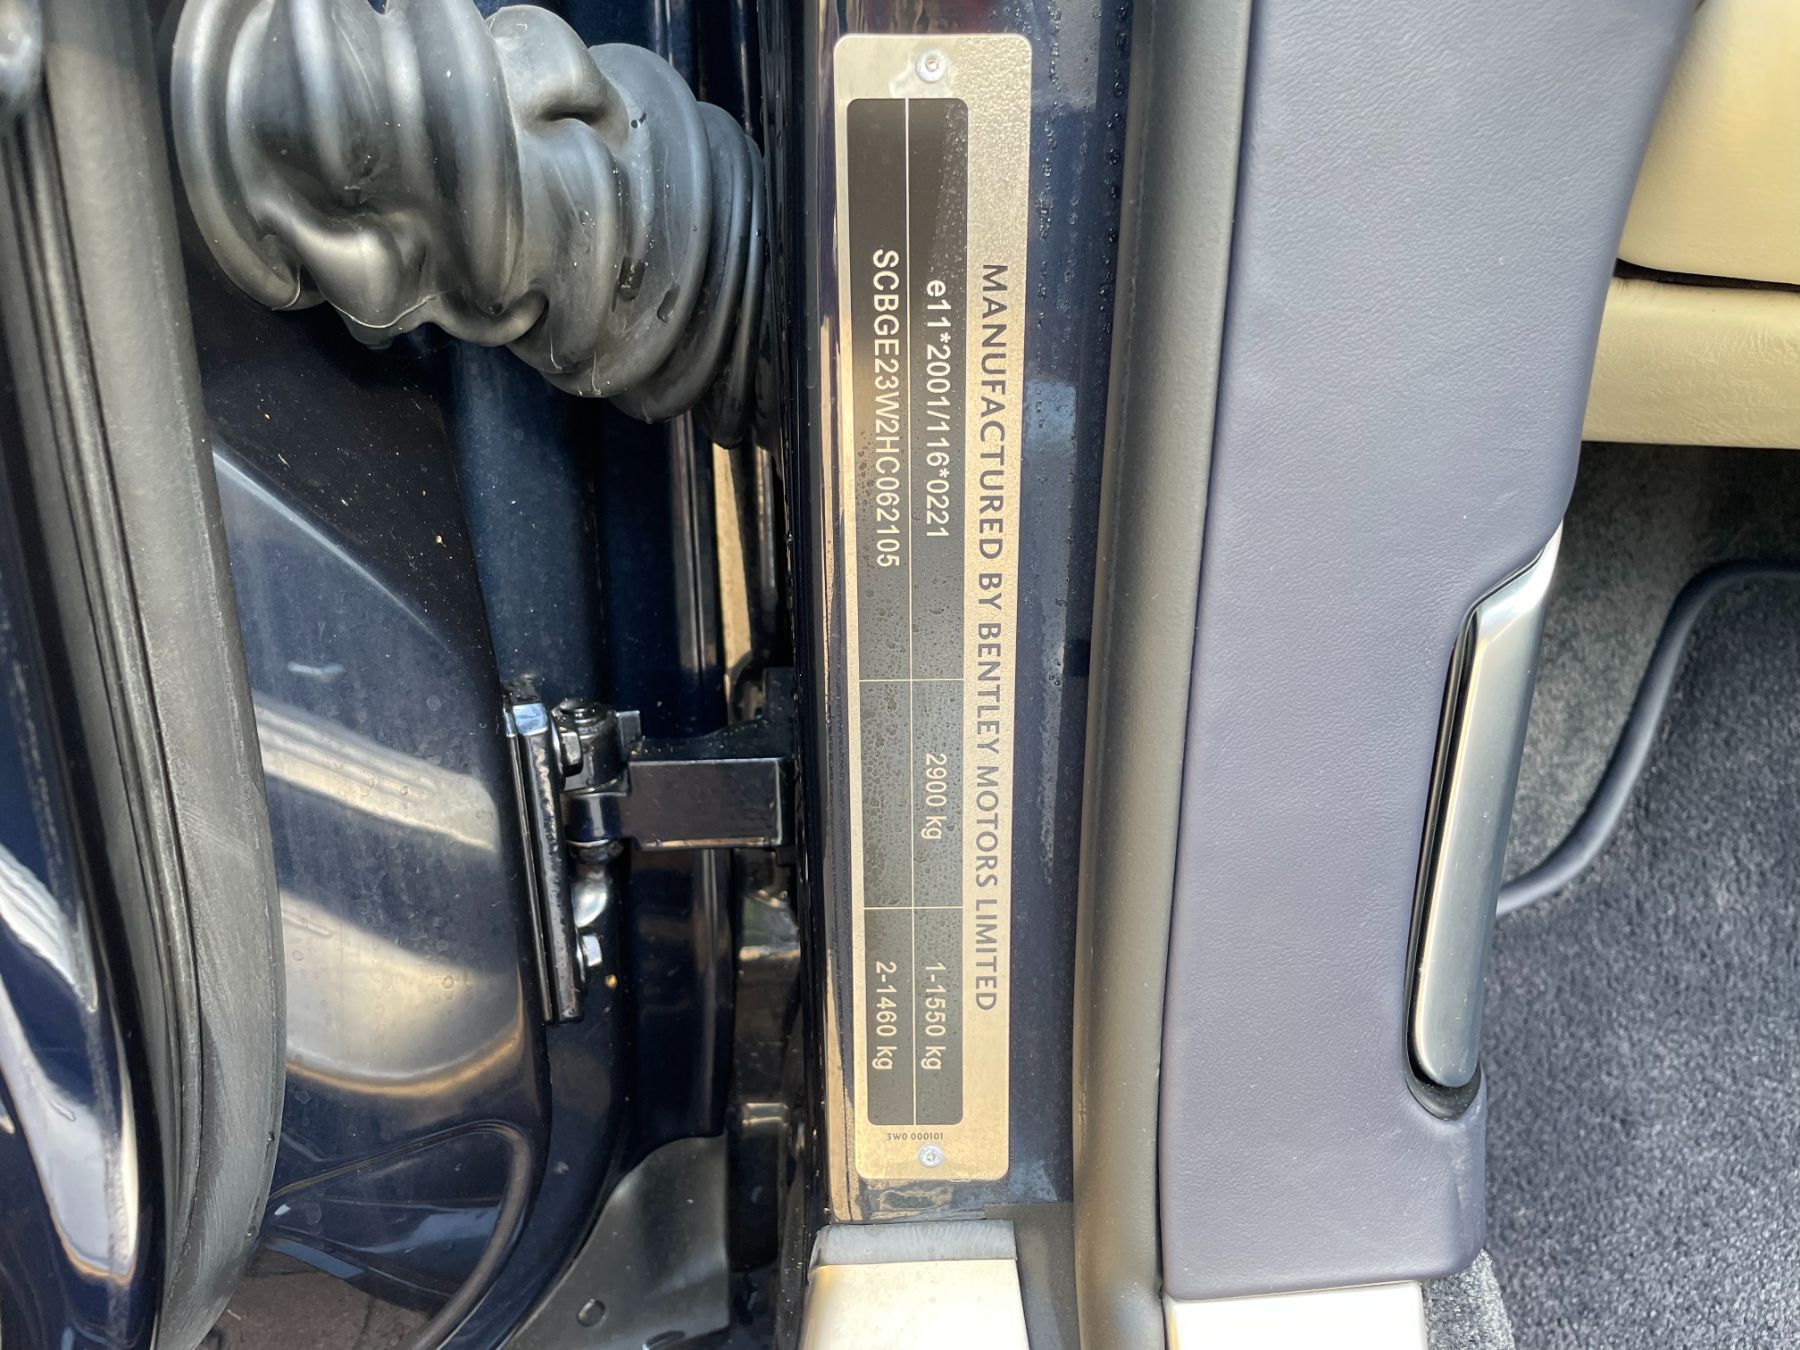 MANUFACTURED BY BENTLEY MOTORS LIMITED
e11*2001/116*0221 2900 kg 1-1550 kg
SCBGE23W2HC062105 2-1460 kg
3W0 000101